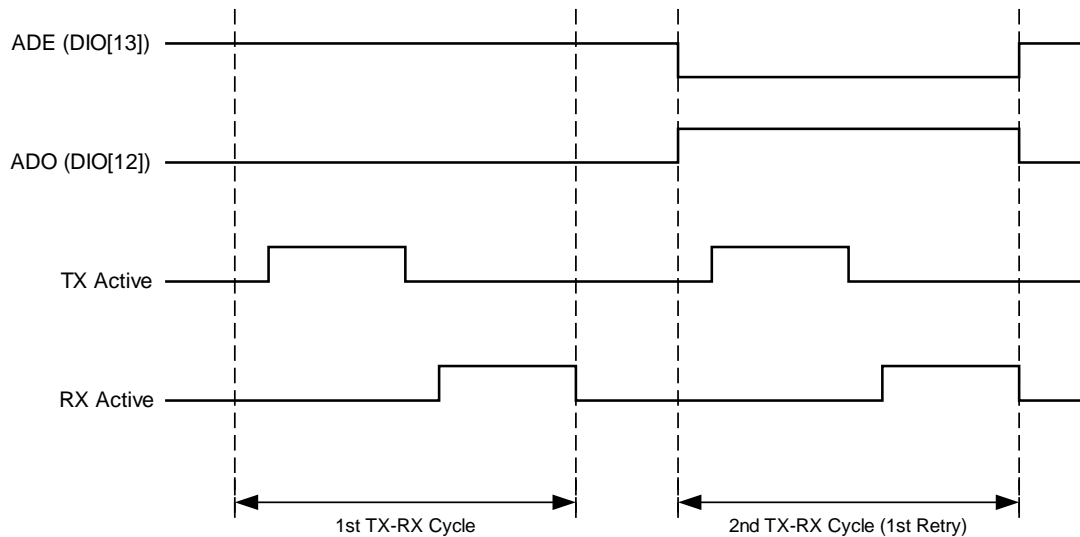 ADE (DIO[13])
ADO (DIO[12])
TX Active
RX Active
1st TX-RX Cycle
2nd TX-RX Cycle (1st Retry)